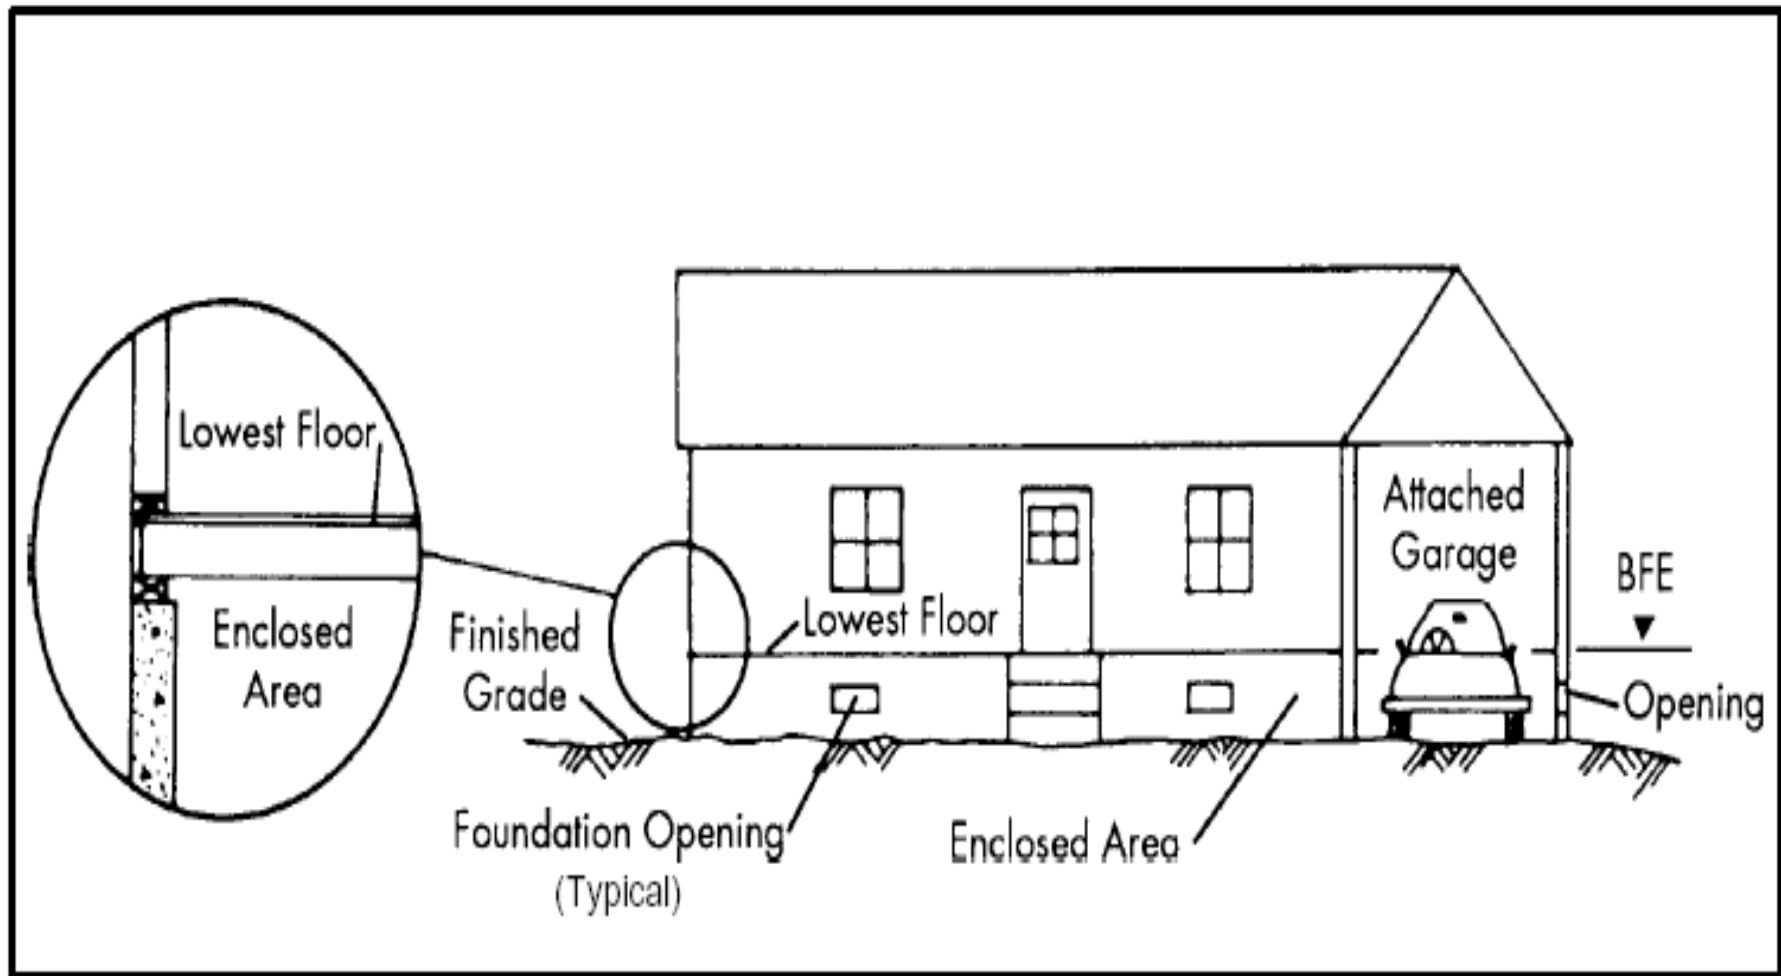 Lowest Floor
Enclosed
Area
Finished
Grade
Lowest Floor
Attached
Garage
BFE
Opening
Foundation Opening
(Typical)
Enclosed Area